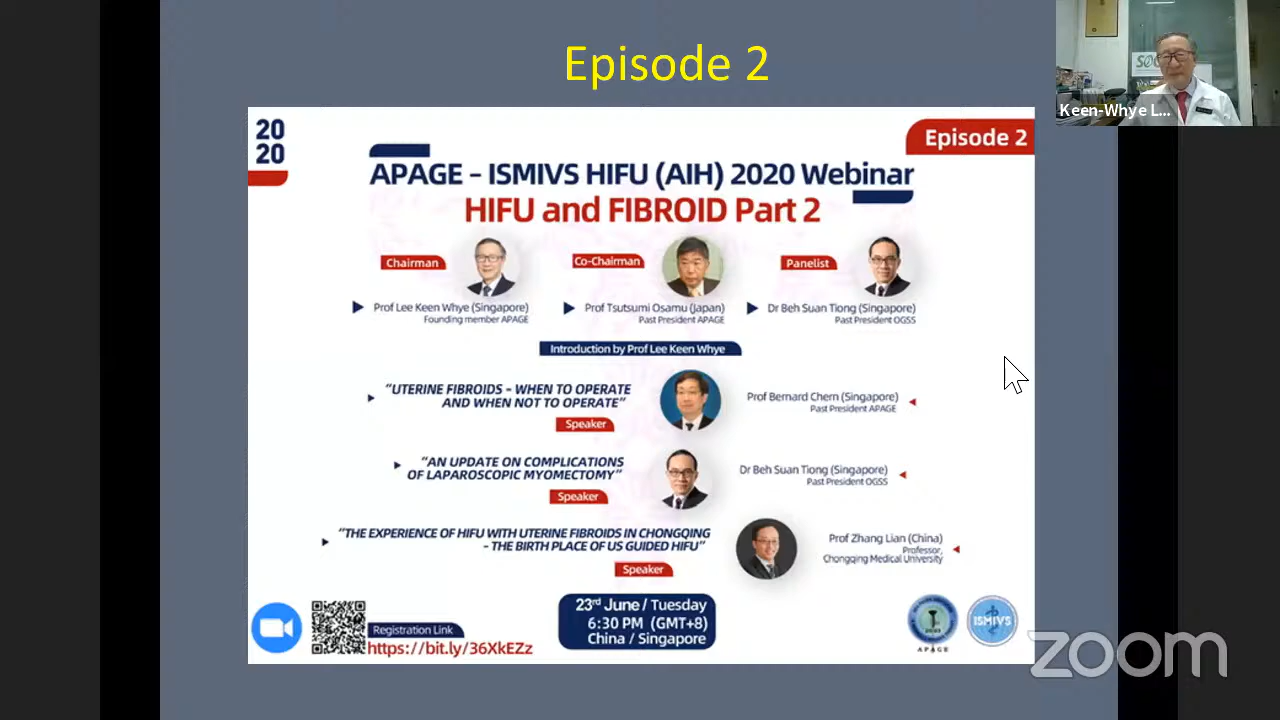 Episode 2
Keen-Whye L...
20
20
Episode 2
APAGE – ISMIVS HIFU (AIH) 2020 Webinar
HIFU and FIBROID Part 2
Chairman
Prof Lee Keen Whye (Singapore)
Founding member APAGE
Co-Chairman
Prof Tsutsumi Osamu (Japan)
Past President APAGE
Panelist
Dr Beh Suan Tiong (Singapore)
Past President OGSS
Introduction by Prof Lee Keen Whye
“UTERINE FIBROIDS – WHEN TO OPERATE
AND WHEN NOT TO OPERATE”
Speaker
Prof Bernard Chern (Singapore)
Past President APAGE
“AN UPDATE ON COMPLICATIONS
OF LAPAROSCOPIC MYOMECTOMY”
Speaker
Dr Beh Suan Tiong (Singapore)
Past President OGSS
“THE EXPERIENCE OF HIFU WITH UTERINE FIBROIDS IN CHONGQING
– THE BIRTH PLACE OF US GUIDED HIFU”
Speaker
Prof Zhang Lian (China)
Professor,
Chongqing Medical University
Registration Link
https://bit.ly/36XkEZz
23rd June / Tuesday
6:30 PM (GMT+8)
China / Singapore
APAGE
ISMIVS
zoom